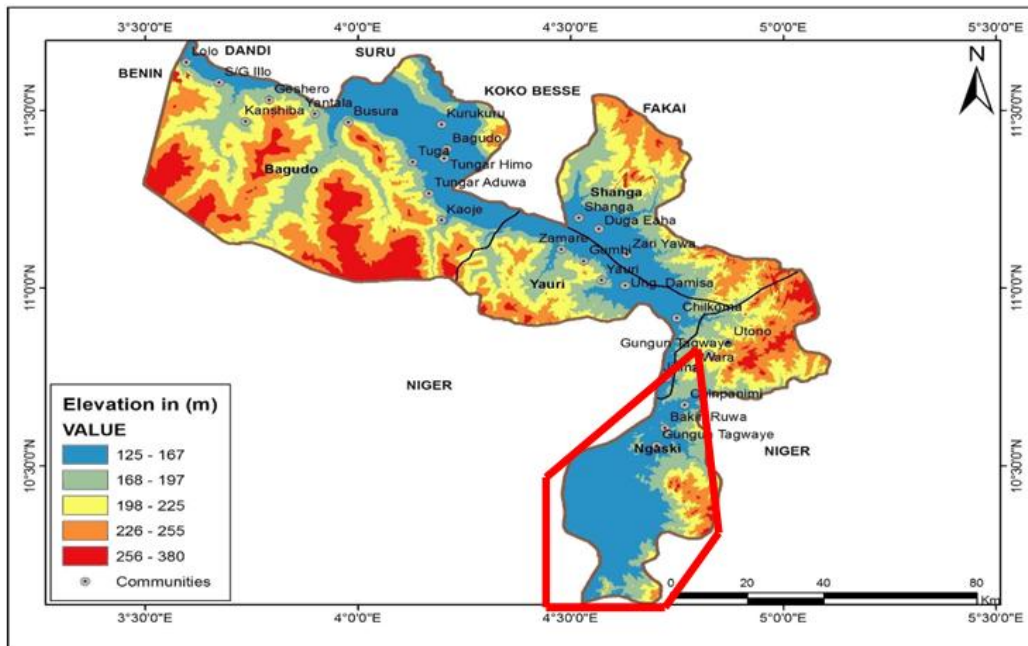 3°30'0"E 4°0'0"E 4°30'0"E 5°0'0"E 5°30'0"E
N
Lolo DANDI SURU
BENIN S/G Illo
Geshero KOKO BESSE
Kanshiba Yantala Busura Kurukuru FAKAI
11°30'0"N 11°30'0"N
Bagudo
Tuga Tungar Himo
Bagudo
Tungar Aduwa Shanga
Shanga
Kaoje Duga Eaha
Zamare Gumbi Zari Yawa
Yauri
Yauri Ung. Damisa
11°0'0"N 11°0'0"N
Chilkoma
Utono
Gungun Tagwaye
Wara
NIGER
Bakin Ruwa
Gungun Tagwaye
Ngaski NIGER
10°30'0"N 10°30'0"N
Elevation in (m)
VALUE
125 - 167
168 - 197
198 - 225
226 - 255
256 - 380
Communities
0 20 40 80
Km
3°30'0"E 4°0'0"E 4°30'0"E 5°0'0"E 5°30'0"E